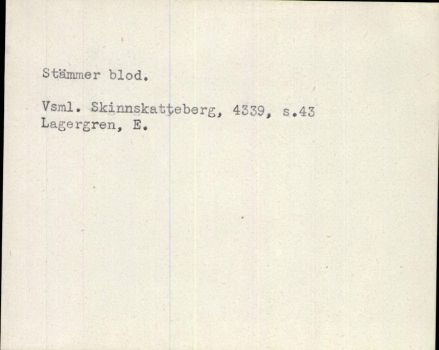 Stämmer blod.
Vsml. Skinnskatteberg, 4339, s.43
Lagergren, E.